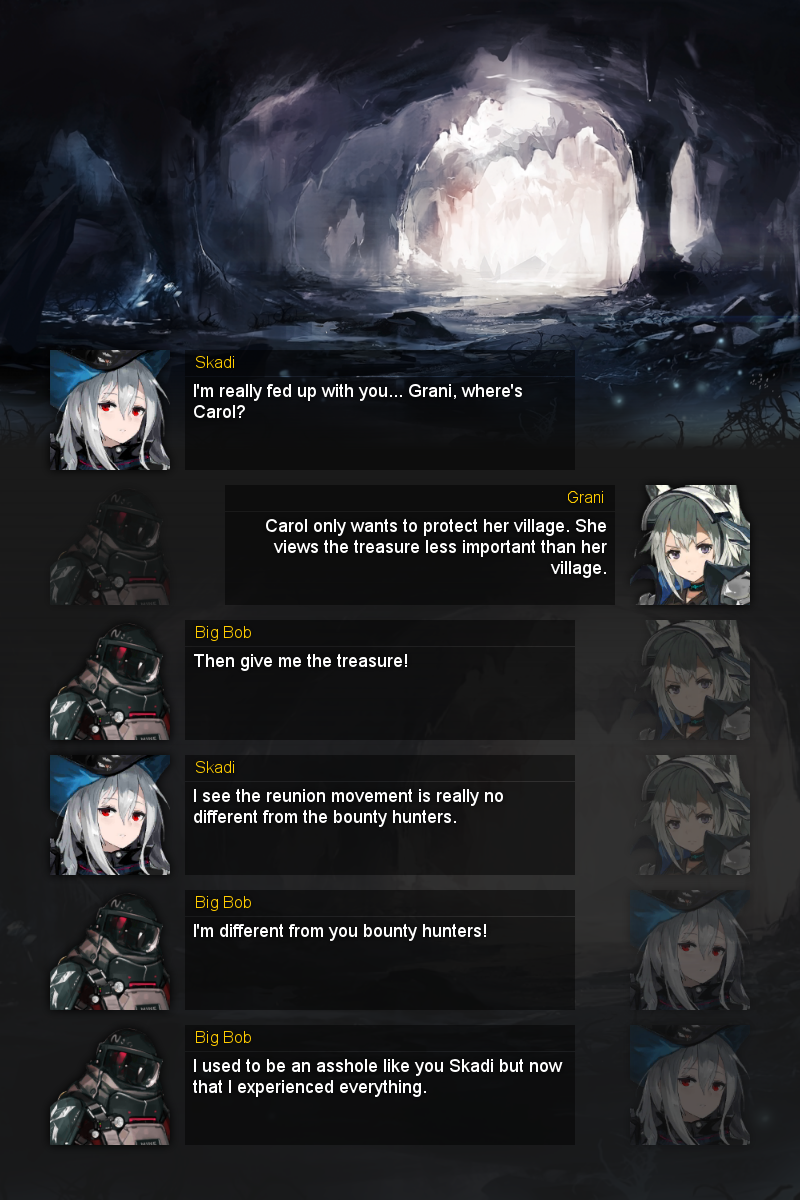 Skadi
I'm really fed up with you... Grani, where's
Carol?
Grani
Carol only wants to protect her village. She
views the treasure less important than her
village.
Big Bob
Then give me the treasure!
Skadi
I see the reunion movement is really no
different from the bounty hunters.
Big Bob
I'm different from you bounty hunters!
Big Bob
I used to be an asshole like you Skadi but now
that I experienced everything.